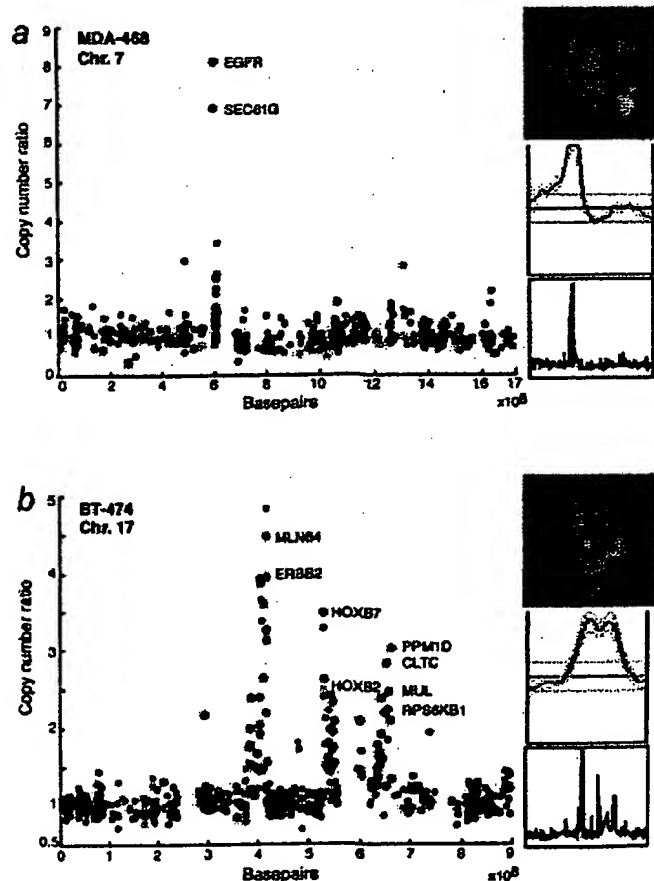 a
MDA-468
Chr. 7
EGFR
SEC61G
Copy number ratio
9
8
7
6
5
4
3
2
1
0
0 2 4 6 8 10 12 14 16 17
Basepairs
x10⁸
b
BT-474
Chr. 17
MLN64
ERBB2
HOXB7
HOXB2
PPM1D
CLTC
MUL
RPS6KB1
Copy number ratio
5
4
3
2
1
0.5
0 1 2 3 4 5 6 7 8 9
Basepairs
x10⁸